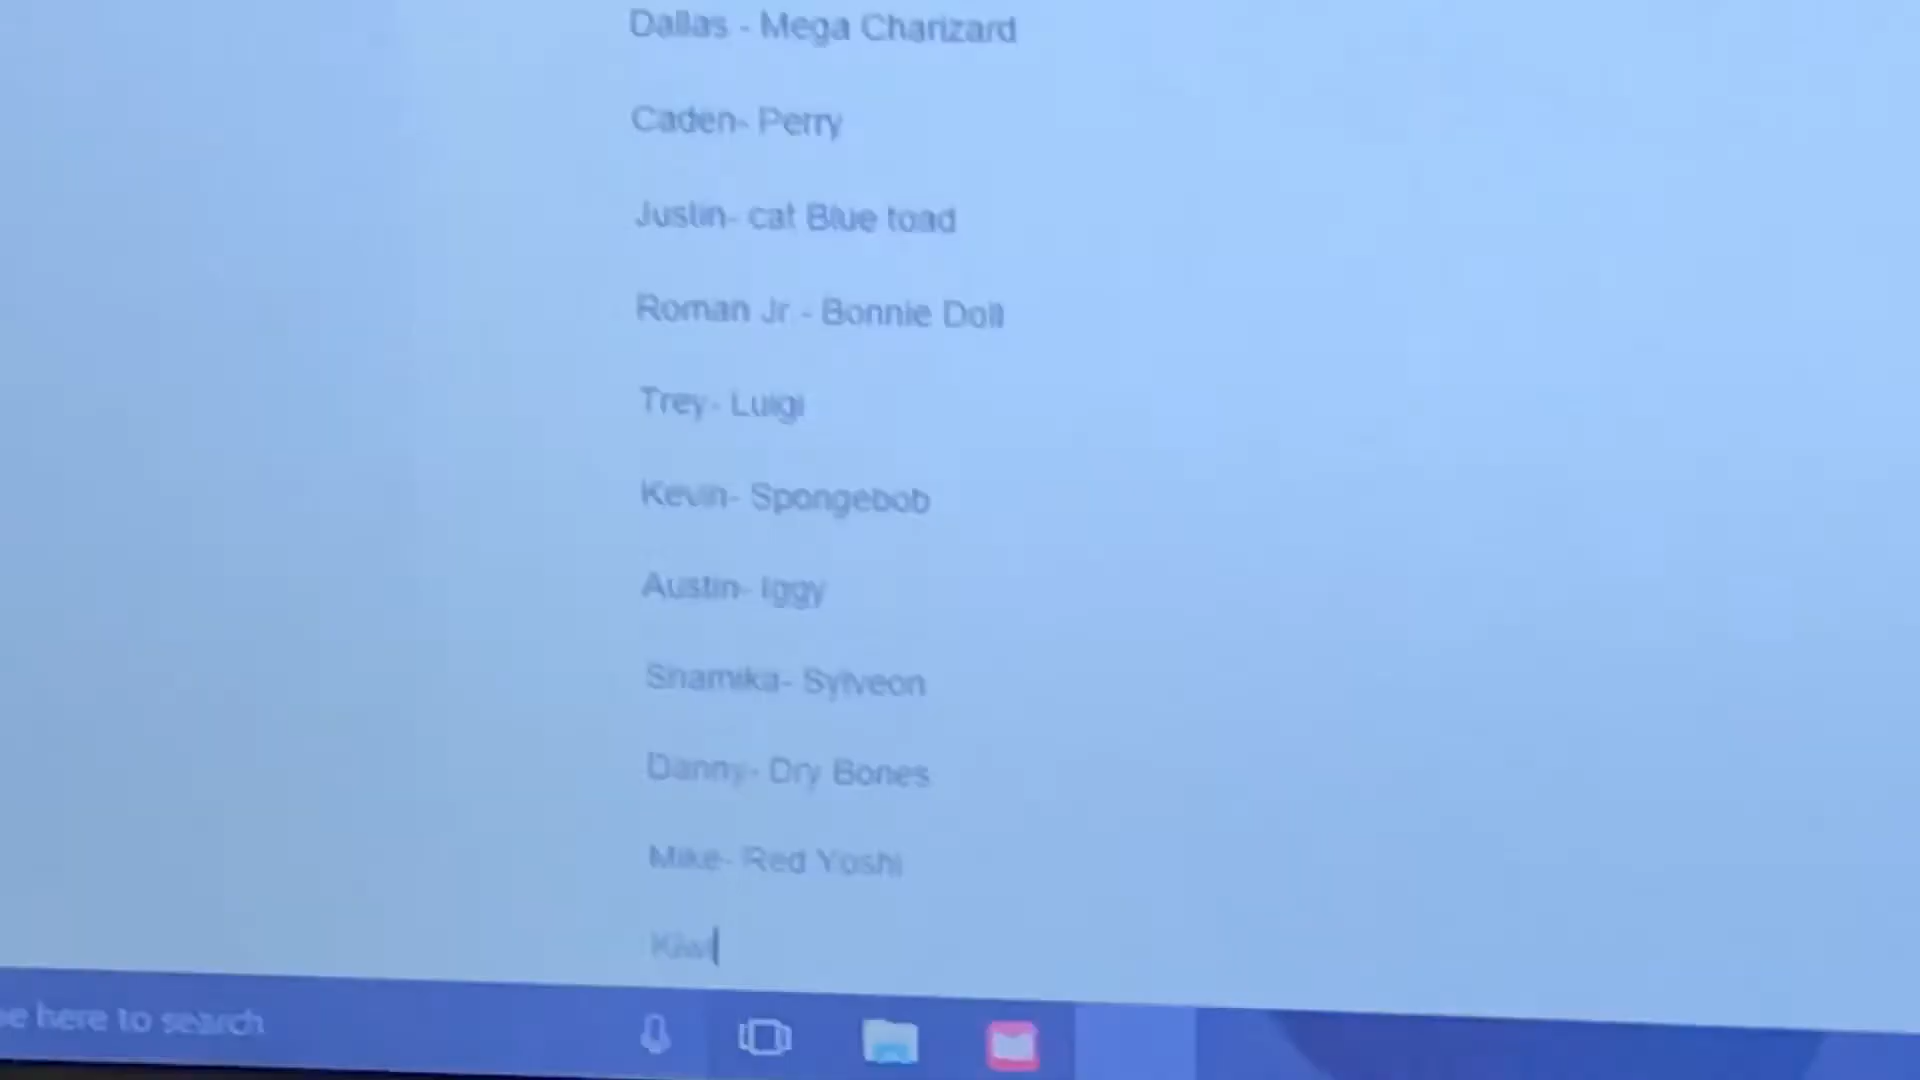 Dallas - Mega Charizard
Caden- Perry
Justin- cat Blue toad
Roman Jr - Bonnie Doll
Trey- Luigi
Kevin- Spongebob
Austin- Iggy
Shamika- Sylveon
Danny- Dry Bones
Mike- Red Yoshi
here to search